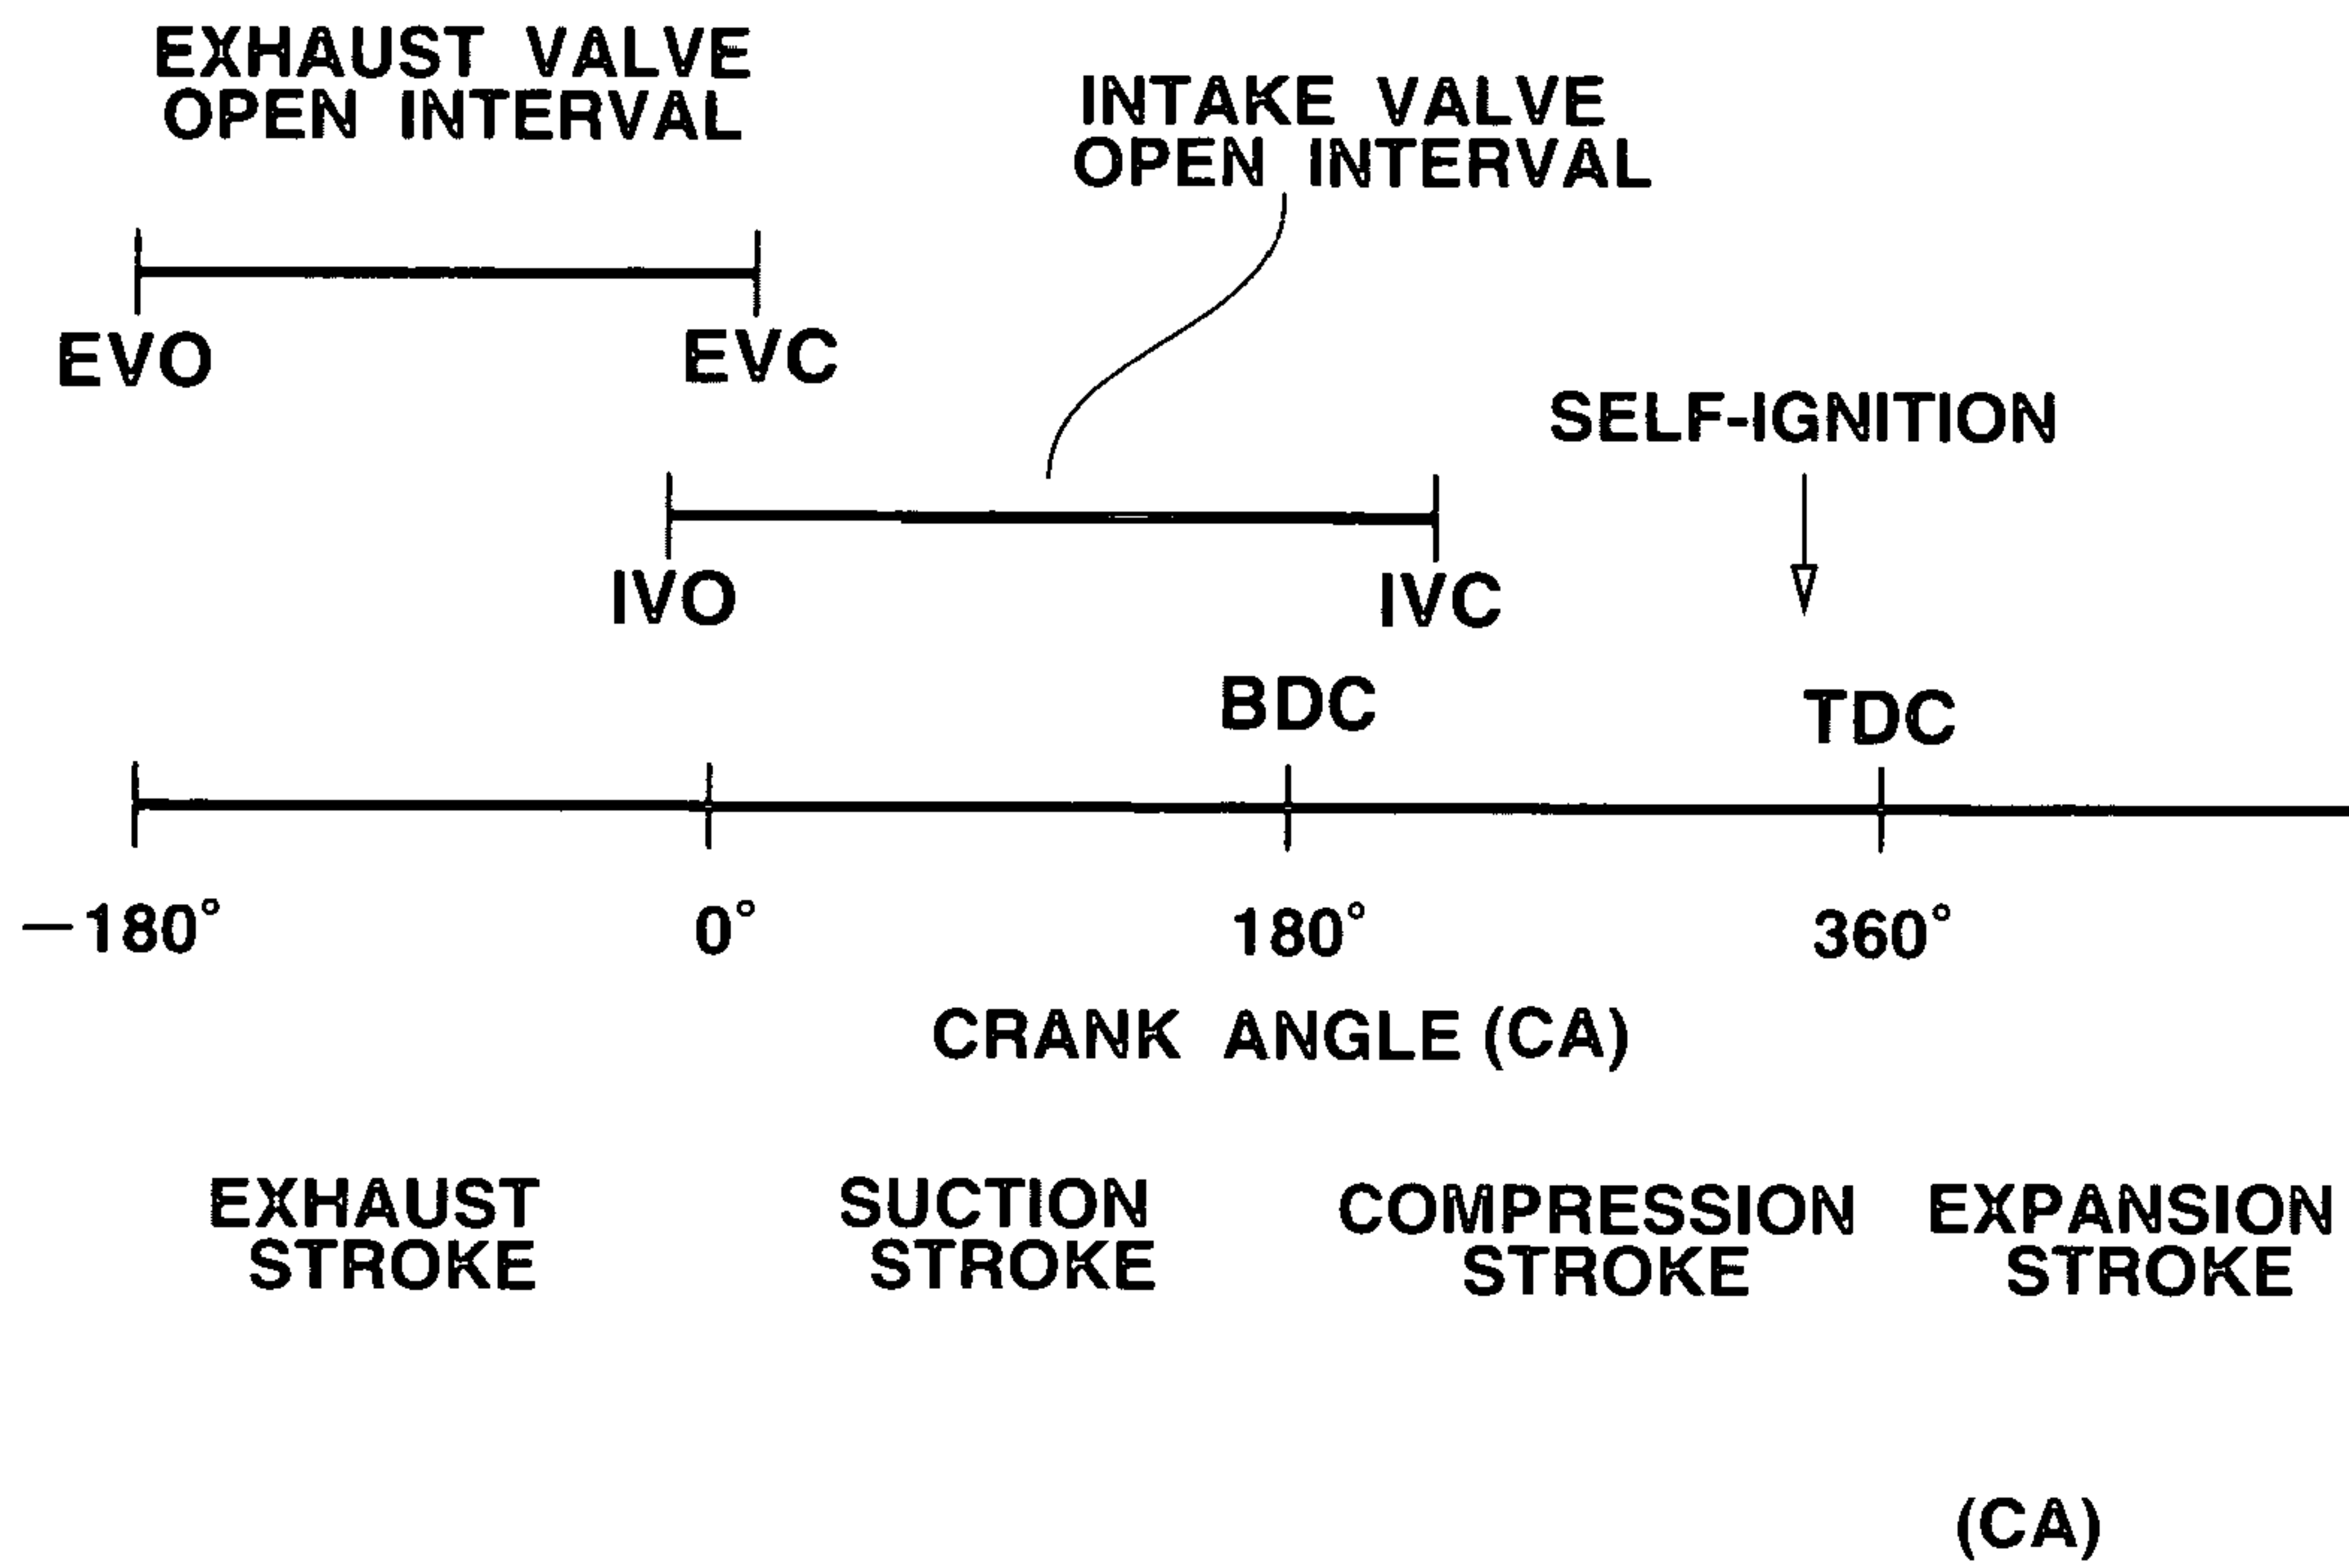 EXHAUST VALVE
OPEN INTERVAL
INTAKE VALVE
OPEN INTERVAL
EVO
EVC
SELF-IGNITION
IVO
IVC
BDC
TDC
—180°
0°
180°
360°
CRANK ANGLE (CA)
EXHAUST
STROKE
SUCTION
STROKE
COMPRESSION
STROKE
EXPANSION
STROKE
(CA)